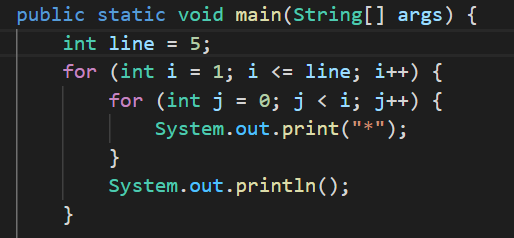 public static void main(String[] args) {
    int line = 5;
    for (int i = 1; i <= line; i++) {
        for (int j = 0; j < i; j++) {
            System.out.print("*");
        }
        System.out.println();
    }